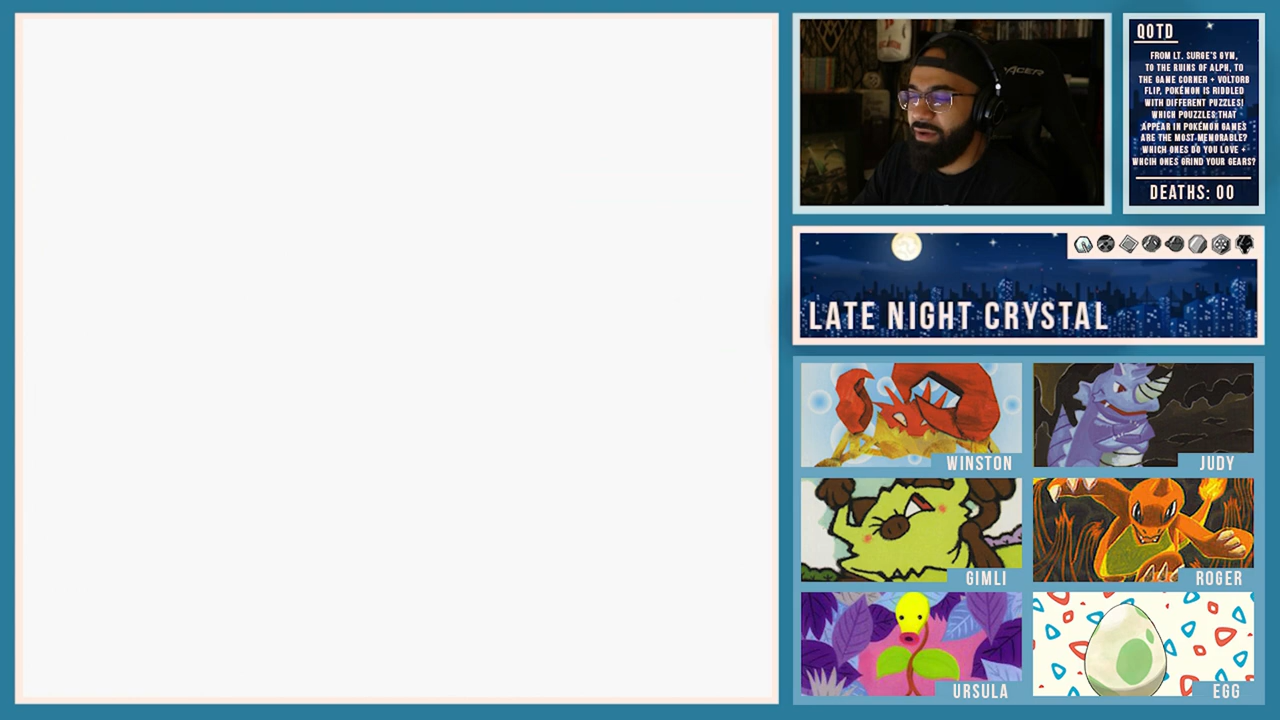 QOTD
FROM LT. SURGE'S GYM,
TO THE RUINS OF ALPH, TO
THE GAME CORNER + VOLTORB
FLIP, POKÉMON IS RIDDLED
WITH DIFFERENT PUZZLES!
WHICH POUZZLES THAT
APPEAR IN POKÉMON GAMES
ARE THE MOST MEMORABLE?
WHICH ONES DO YOU LOVE +
WHCIH ONES GRIND YOUR GEARS?
DEATHS: 00
LATE NIGHT CRYSTAL
WINSTON
JUDY
GIMLI
ROGER
URSULA
EGG